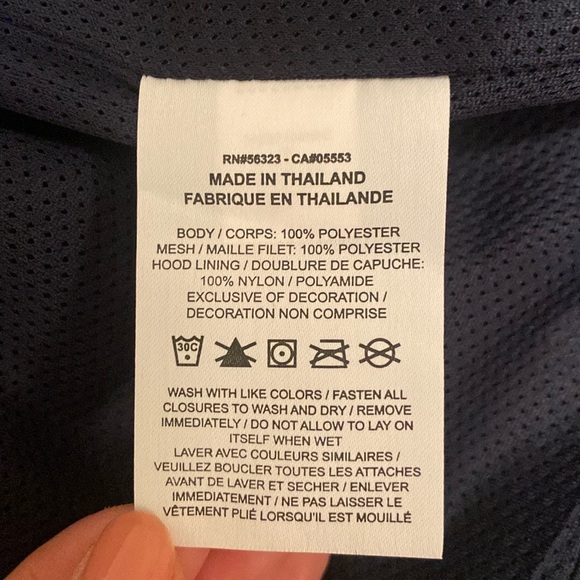 RN#56323 - CA#05553
MADE IN THAILAND
FABRIQUE EN THAILANDE
BODY / CORPS: 100% POLYESTER
MESH / MAILLE FILET: 100% POLYESTER
HOOD LINING / DOUBLURE DE CAPUCHE:
100% NYLON / POLYAMIDE
EXCLUSIVE OF DECORATION /
DECORATION NON COMPRISE
30C
WASH WITH LIKE COLORS / FASTEN ALL
CLOSURES TO WASH AND DRY / REMOVE
IMMEDIATELY / DO NOT ALLOW TO LAY ON
ITSELF WHEN WET
LAVER AVEC COULEURS SIMILAIRES /
VEUILLEZ BOUCLER TOUTES LES ATTACHES
AVANT DE LAVER ET SECHER / ENLEVER
IMMEDIATEMENT / NE PAS LAISSER LE
VÊTEMENT PLIÉ LORSQU'IL EST MOUILLÉ